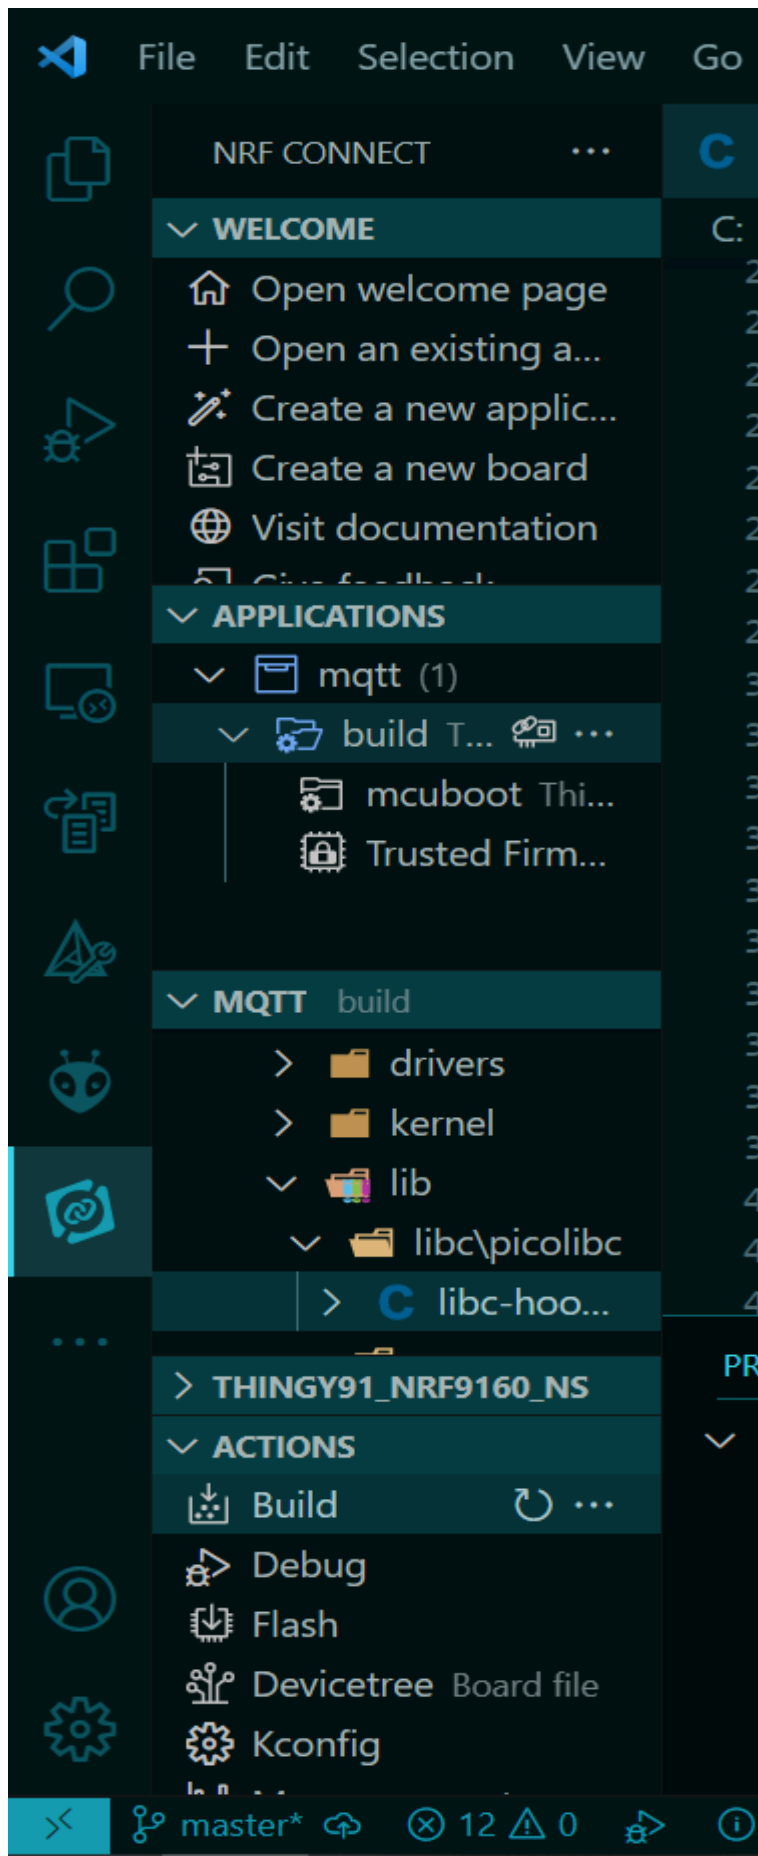 File Edit Selection View Go
NRF CONNECT ...
C
WELCOME
C:
Open welcome page
Open an existing a...
Create a new applic...
Create a new board
Visit documentation
Give feedback
APPLICATIONS
mqtt (1)
build T... ...
mcuboot Thi...
Trusted Firm...
MQTT build
drivers
kernel
lib
libc\picolibc
C libc-hoo...
PR
THINGY91_NRF9160_NS
ACTIONS
Build ...
Debug
Flash
Devicetree Board file
Kconfig
master* 12 0